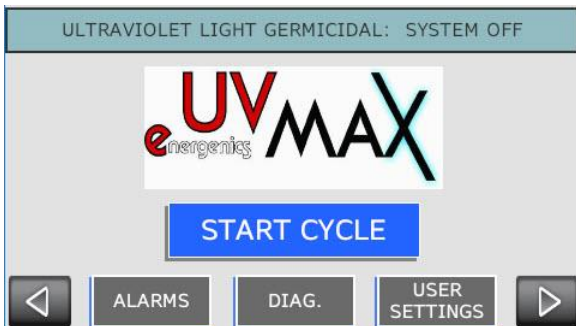 ULTRAVIOLET LIGHT GERMICIDAL: SYSTEM OFF
energenics UV MAX
START CYCLE
ALARMS
DIAG.
USER
SETTINGS